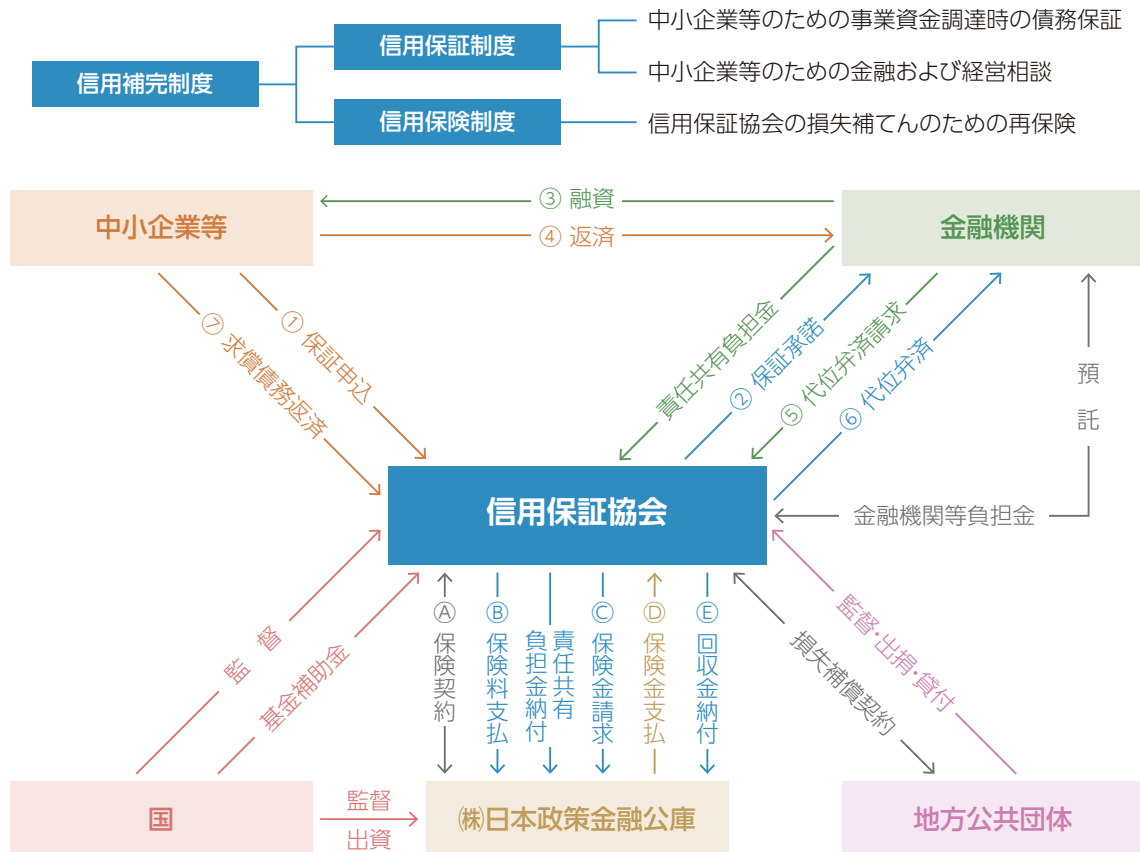 中小企業等のための事業資金調達時の債務保証
信用保証制度
信用補完制度
中小企業等のための金融および経営相談
信用保険制度
信用保証協会の損失補てんのための再保険
中小企業等
③ 融資
④ 返済
金融機関
⑦ 求償債務返済
① 保証申込
責任共有負担金
② 保証承諾
⑤ 代位弁済請求
⑥ 代位弁済
預託
信用保証協会
金融機関等負担金
監督
基金補助金
Ⓐ 保険契約
Ⓑ 保険料支払
責任共有
負担金納付
Ⓒ 保険金請求
Ⓓ 保険金支払
Ⓔ 回収金納付
損失補償契約
監督・出捐・貸付
国
監督
出資
㈱日本政策金融公庫
地方公共団体